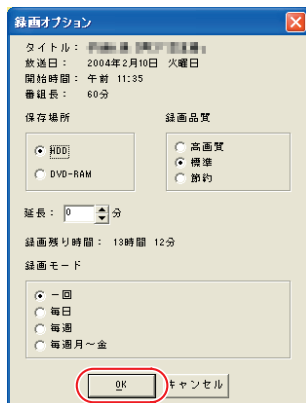 録画オプション
タイトル：
放送日： 2004年2月10日 火曜日
開始時間： 午前 11:35
番組長： 60分
保存場所 録画品質
HDD
DVD-RAM
高画質
標準
節約
延長： 0 分
録画残り時間： 13時間 12分
録画モード
一回
毎日
毎週
毎週月～金
OK キャンセル